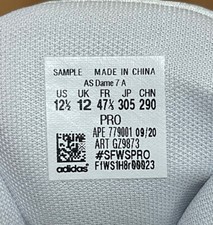 SAMPLE MADE IN CHINA
AS Dame 7 A
US UK FR JP CHN
12½ 12 47⅓ 305 290
PRO
APE 779001 09/20
ART GZ9873
#SFWSPRO
F1WS1H8r00023
adidas